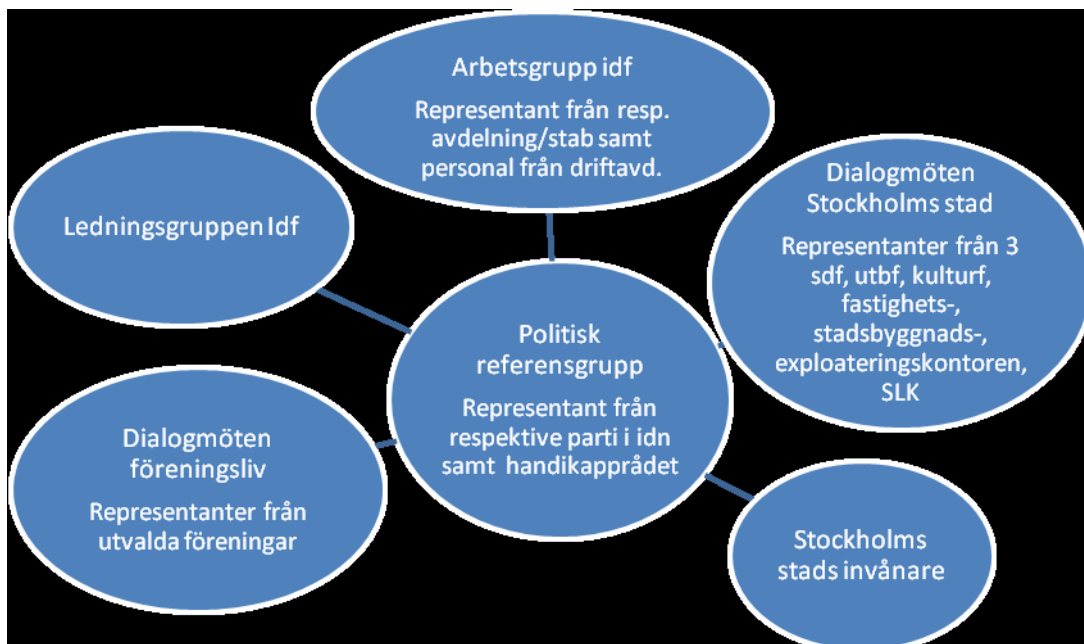 Arbetsgrupp idf
Representant från resp.
avdelning/stab samt
personal från driftavd.
Ledningsgruppen Idf
Dialogmöten
Stockholms stad
Representanter från 3
sdf, utbf, kulturf,
fastighets-,
stadsbyggnads-,
exploateringskontoren,
SLK
Politisk
referensgrupp
Representant från
respektive parti i idn
samt handikapprådet
Dialogmöten
föreningsliv
Representanter från
utvalda föreningar
Stockholms
stads invånare